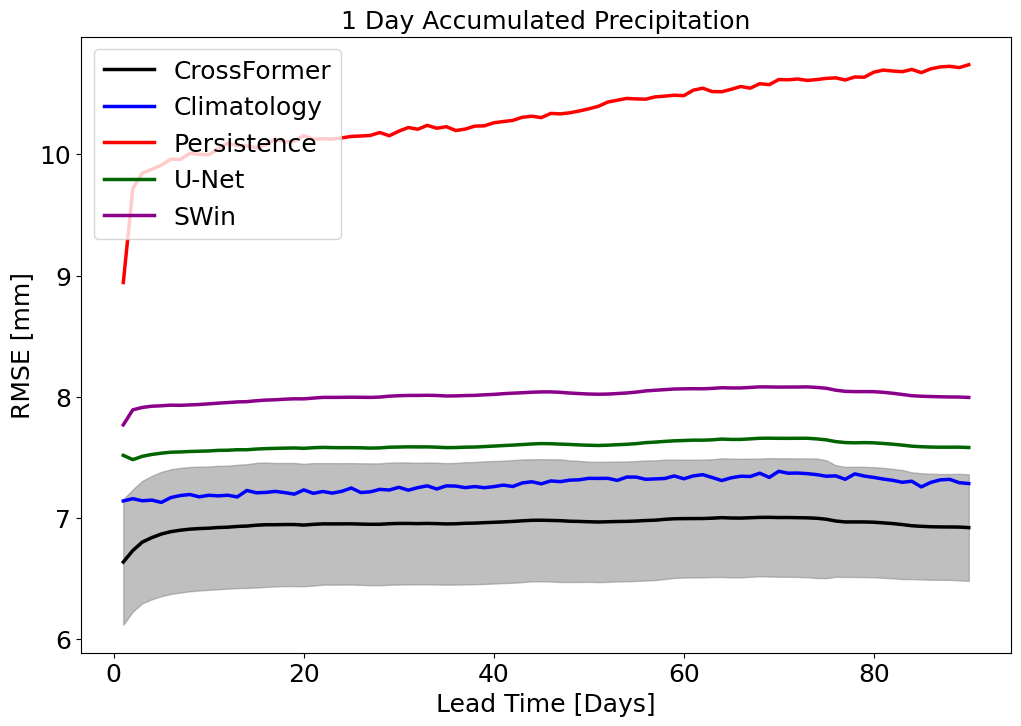 1 Day Accumulated Precipitation
CrossFormer
Climatology
Persistence
U-Net
SWin
RMSE [mm]
10
9
8
7
6
0 20 40 60 80
Lead Time [Days]